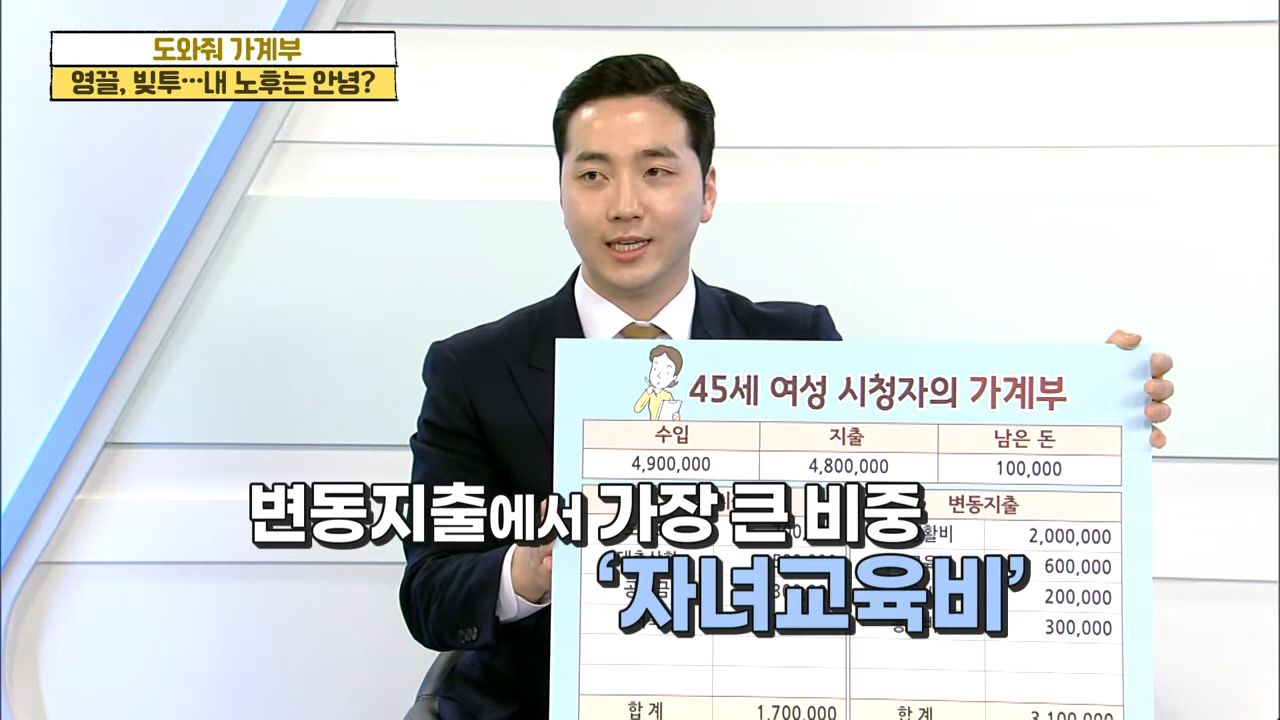 도와줘 가계부
영끌, 빚투…내 노후는 안녕?
45세 여성 시청자의 가계부
수입 지출 남은 돈
4,900,000 4,800,000 100,000
변동지출
변동지출에서 가장 큰 비중
‘자녀교육비’
2,000,000
600,000
200,000
300,000
합 계 1,700,000 합 계 3,100,000